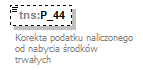 tns:P_44
Korekta podatku naliczonego
od nabycia środków
trwałych